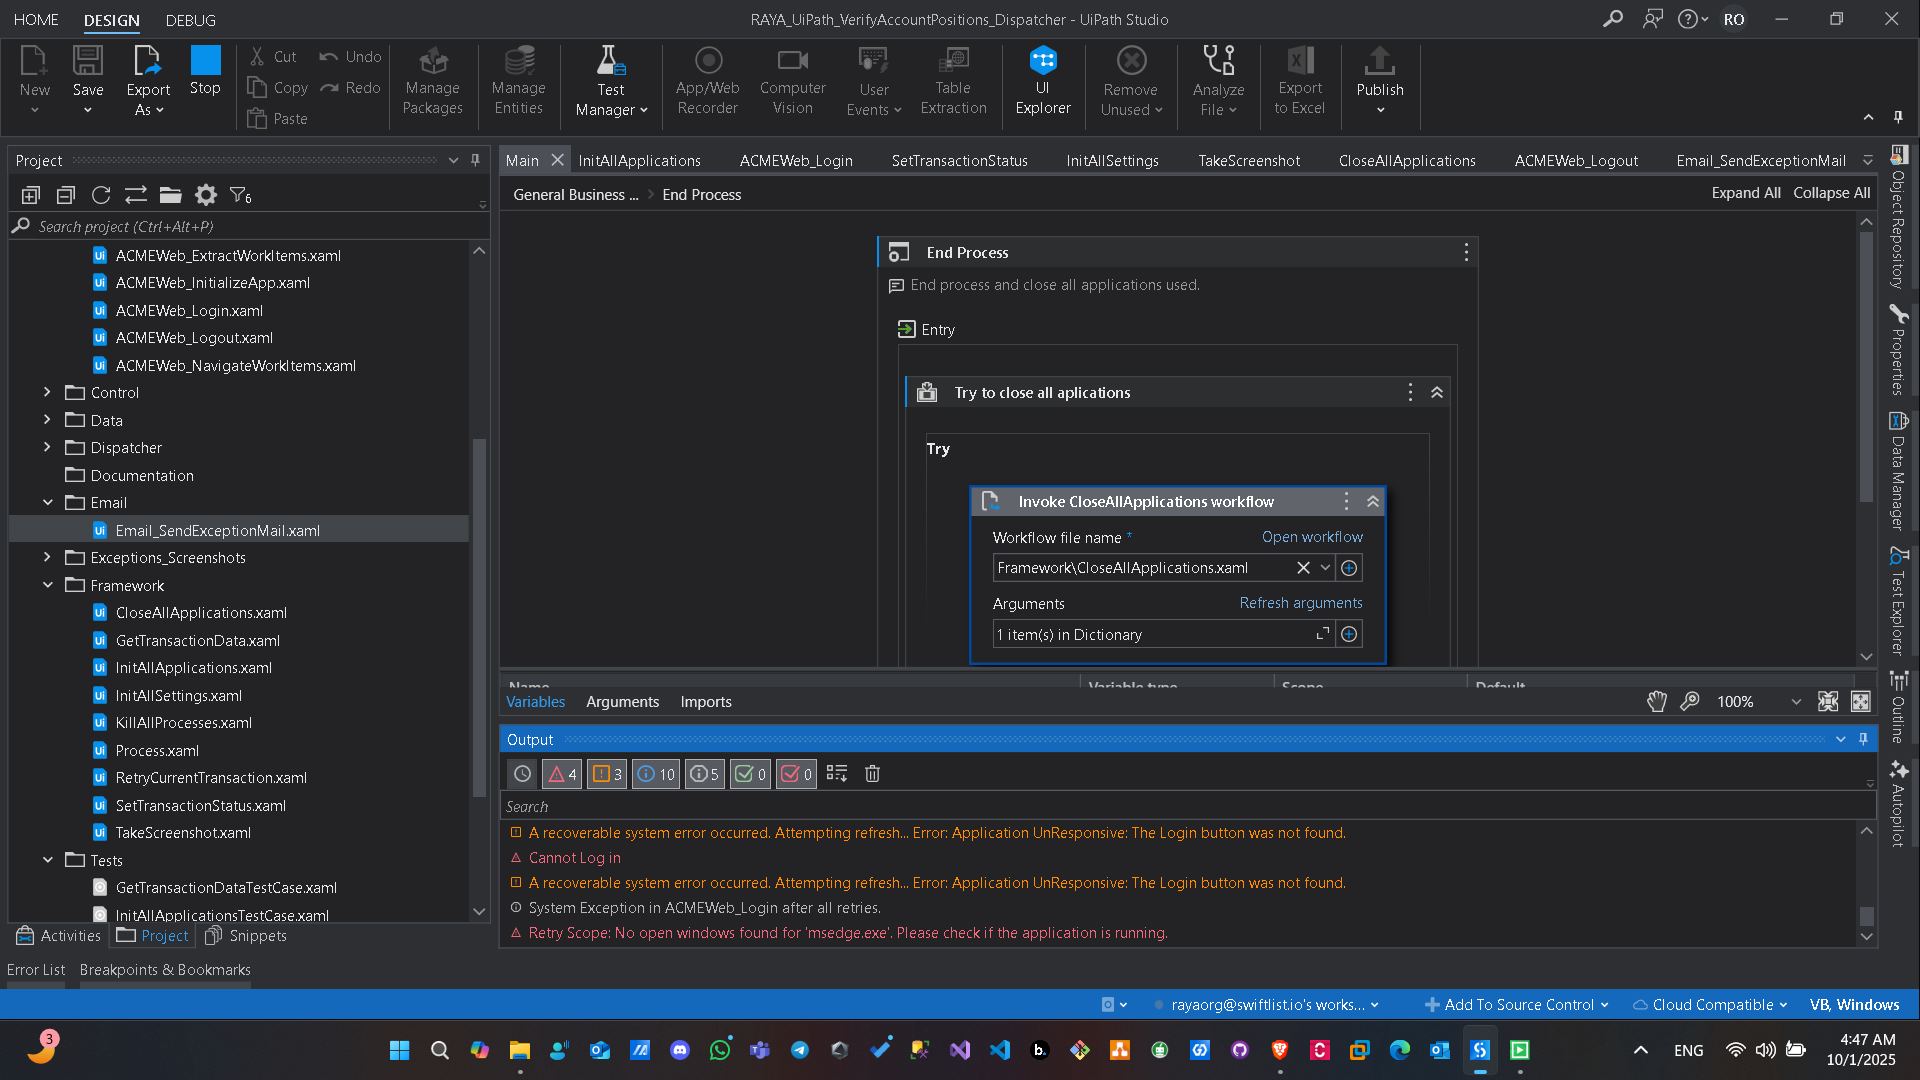 HOME DESIGN DEBUG
RAYA_UiPath_VerifyAccountPositions_Dispatcher - UiPath Studio
RO
New
Save
Export As
Stop
Cut
Copy
Paste
Undo
Redo
Manage Packages
Manage Entities
Test Manager
App/Web Recorder
Computer Vision
User Events
Table Extraction
UI Explorer
Remove Unused
Analyze File
Export to Excel
Publish
Project
6
Search project (Ctrl+Alt+P)
ACMEWeb_ExtractWorkItems.xaml
ACMEWeb_InitializeApp.xaml
ACMEWeb_Login.xaml
ACMEWeb_Logout.xaml
ACMEWeb_NavigateWorkItems.xaml
Control
Data
Dispatcher
Documentation
Email
Email_SendExceptionMail.xaml
Exceptions_Screenshots
Framework
CloseAllApplications.xaml
GetTransactionData.xaml
InitAllApplications.xaml
InitAllSettings.xaml
KillAllProcesses.xaml
Process.xaml
RetryCurrentTransaction.xaml
SetTransactionStatus.xaml
TakeScreenshot.xaml
Tests
GetTransactionDataTestCase.xaml
InitAllApplicationsTestCase.xaml
Activities Project Snippets
Error List Breakpoints & Bookmarks
Main InitAllApplications ACMEWeb_Login SetTransactionStatus InitAllSettings TakeScreenshot CloseAllApplications ACMEWeb_Logout Email_SendExceptionMail
General Business ... > End Process
Expand All Collapse All
End Process
End process and close all applications used.
Entry
Try to close all aplications
Try
Invoke CloseAllApplications workflow
Workflow file name * Open workflow
Framework\CloseAllApplications.xaml
Arguments Refresh arguments
1 item(s) in Dictionary
Name Variable type Scope Default
Variables Arguments Imports
100%
Output
4 3 10 5 0 0
Search
A recoverable system error occurred. Attempting refresh... Error: Application UnResponsive: The Login button was not found.
Cannot Log in
A recoverable system error occurred. Attempting refresh... Error: Application UnResponsive: The Login button was not found.
System Exception in ACMEWeb_Login after all retries.
Retry Scope: No open windows found for 'msedge.exe'. Please check if the application is running.
Object Repository
Properties
Data Manager
Test Explorer
Outline
Autopilot
rayaorg@swiftlist.io's works...
Add To Source Control
Cloud Compatible
VB, Windows
3
ENG
4:47 AM
10/1/2025